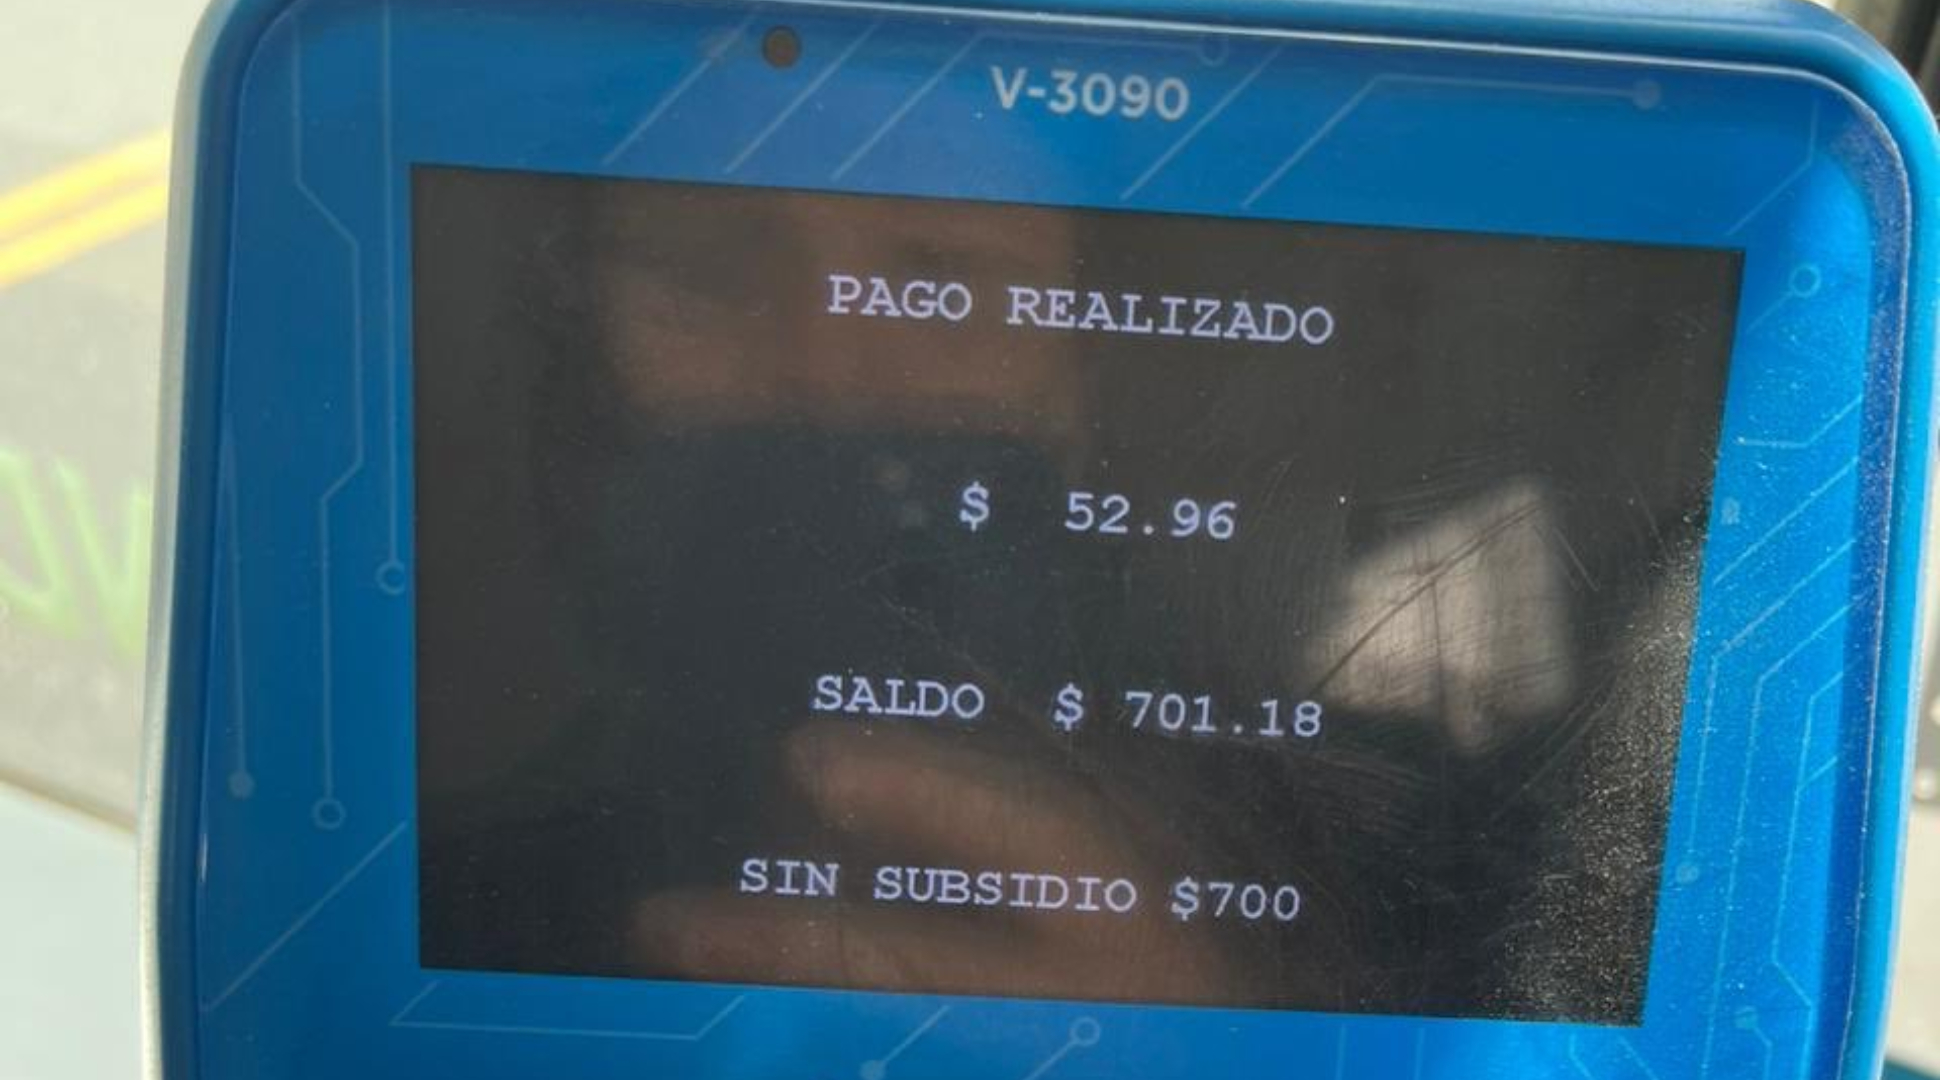 V-3090
PAGO REALIZADO
$ 52.96
SALDO $ 701.18
SIN SUBSIDIO $700